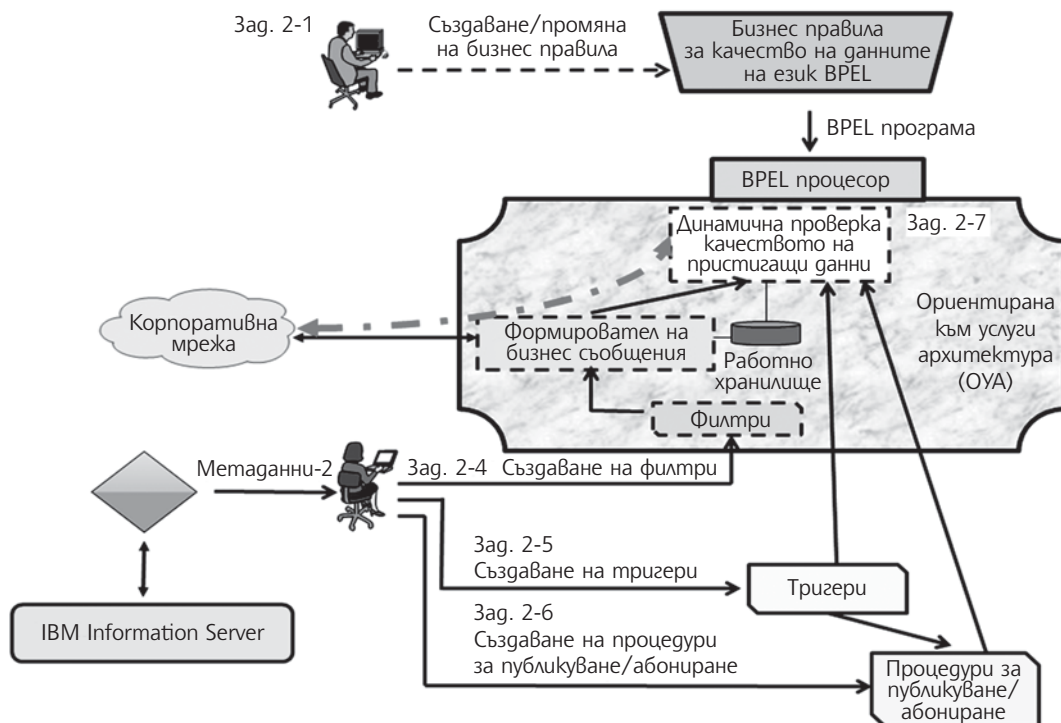 Зад. 2-1
Създаване/промяна
на бизнес правила
Бизнес правила
за качество на данните
на език BPEL
BPEL програма
BPEL процесор
Динамична проверка
качеството на
пристигащи данни
Зад. 2-7
Корпоративна
мрежа
Формировател на
бизнес съобщения
Работно
хранилище
Ориентирана
към услуги
архитектура
(ОУА)
Филтри
Метаданни-2
Зад. 2-4 Създаване на филтри
Зад. 2-5
Създаване на тригери
Тригери
IBM Information Server
Зад. 2-6
Създаване на процедури
за публикуване/абониране
Процедури за
публикуване/
абониране